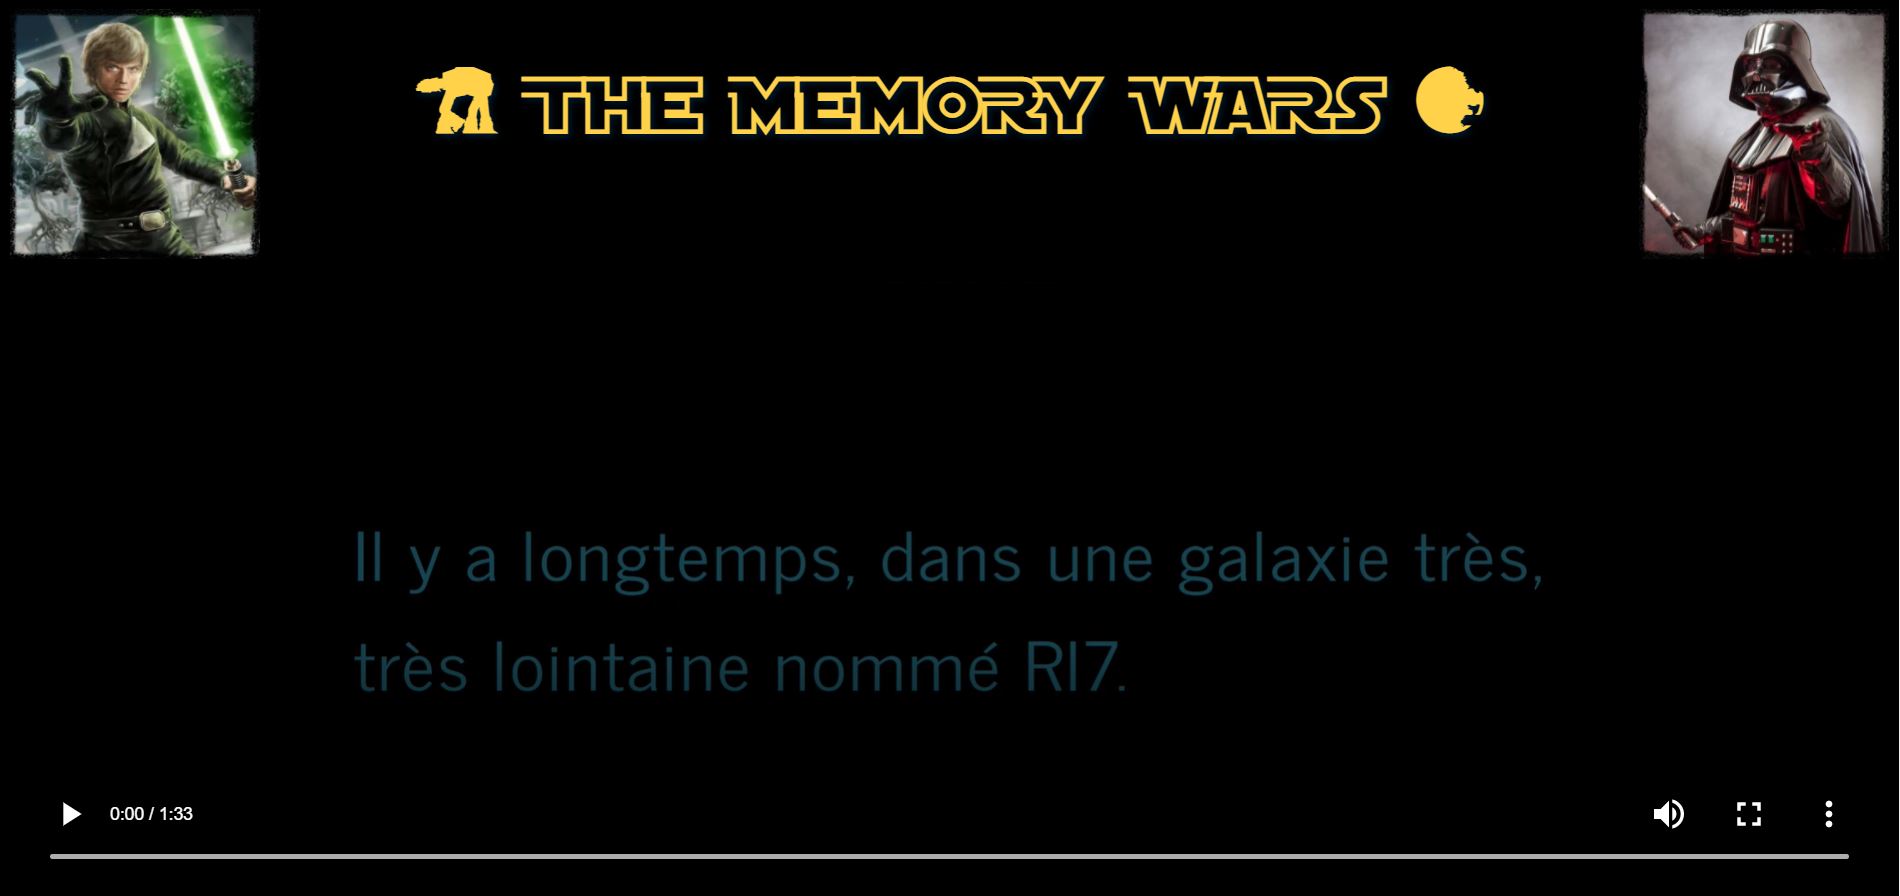 THE MEMORY WARS
Il y a longtemps, dans une galaxie très,
très lointaine nommé RI7.
0:00 / 1:33